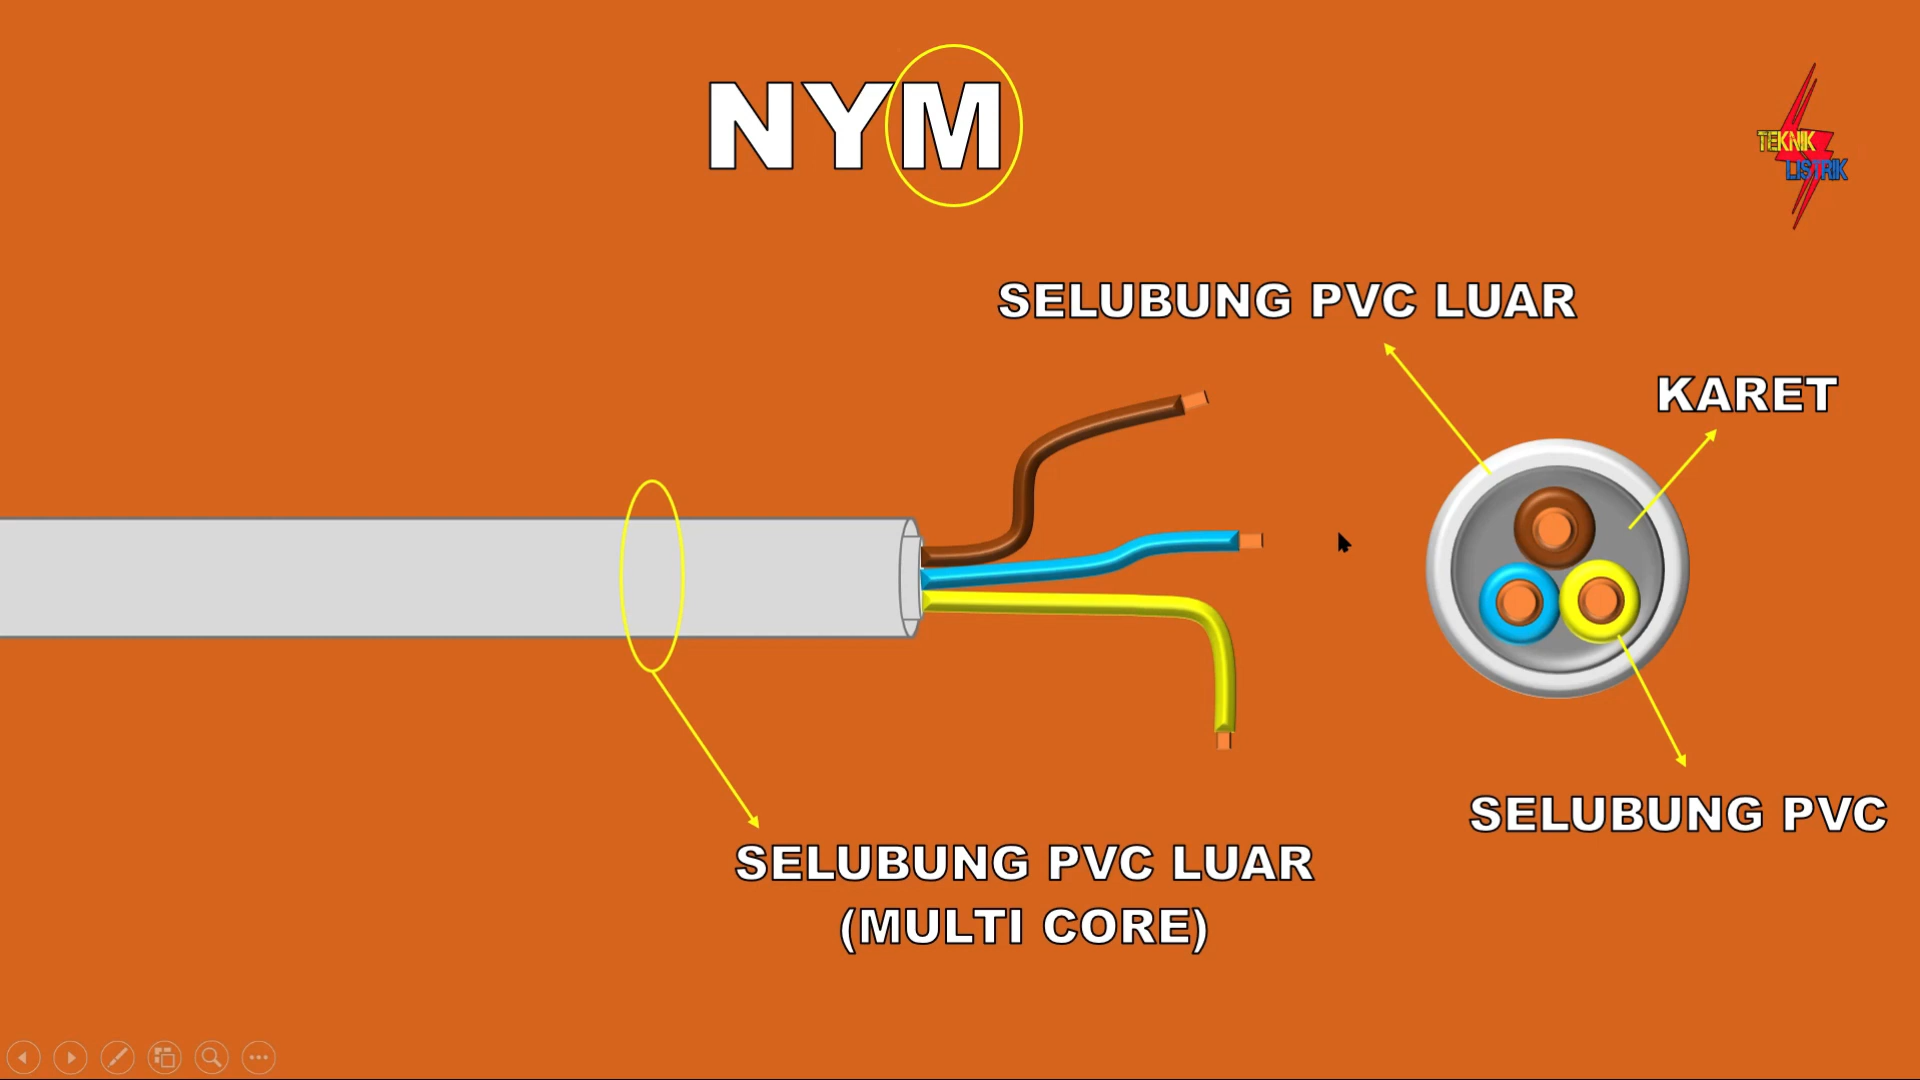 NYM
TEKNIK
LISTRIK
SELUBUNG PVC LUAR
KARET
SELUBUNG PVC
SELUBUNG PVC LUAR
(MULTI CORE)